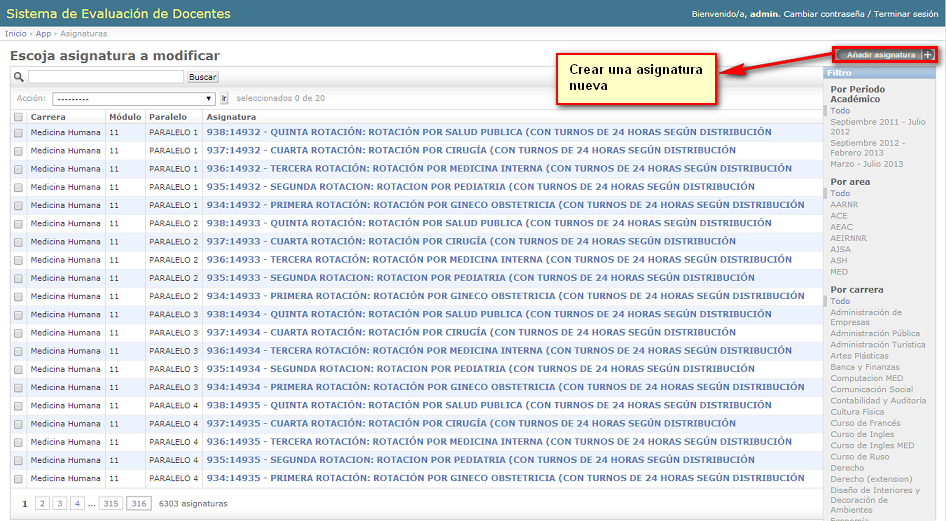 Sistema de Evaluación de Docentes
Bienvenido/a, admin. Cambiar contraseña / Terminar sesión
Inicio › App › Asignaturas
Escoja asignatura a modificar
Añadir asignatura +
Crear una asignatura
nueva
Buscar
Acción: --------- Ir seleccionados 0 de 20
Carrera Módulo Paralelo Asignatura
Medicina Humana 11 PARALELO 1 938:14932 - QUINTA ROTACIÓN: ROTACIÓN POR SALUD PUBLICA (CON TURNOS DE 24 HORAS SEGÚN DISTRIBUCIÓN
Medicina Humana 11 PARALELO 1 937:14932 - CUARTA ROTACIÓN: ROTACIÓN POR CIRUGÍA (CON TURNOS DE 24 HORAS SEGÚN DISTRIBUCIÓN
Medicina Humana 11 PARALELO 1 936:14932 - TERCERA ROTACIÓN: ROTACIÓN POR MEDICINA INTERNA (CON TURNOS DE 24 HORAS SEGÚN DISTRIBUCIÓN
Medicina Humana 11 PARALELO 1 935:14932 - SEGUNDA ROTACION: ROTACION POR PEDIATRIA (CON TURNOS DE 24 HORAS SEGÚN DISTRIBUCIÓN
Medicina Humana 11 PARALELO 1 934:14932 - PRIMERA ROTACIÓN: ROTACIÓN POR GINECO OBSTETRICIA (CON TURNOS DE 24 HORAS SEGÚN DISTRIBUCIÓN
Medicina Humana 11 PARALELO 2 938:14933 - QUINTA ROTACIÓN: ROTACIÓN POR SALUD PUBLICA (CON TURNOS DE 24 HORAS SEGÚN DISTRIBUCIÓN
Medicina Humana 11 PARALELO 2 937:14933 - CUARTA ROTACIÓN: ROTACIÓN POR CIRUGÍA (CON TURNOS DE 24 HORAS SEGÚN DISTRIBUCIÓN
Medicina Humana 11 PARALELO 2 936:14933 - TERCERA ROTACIÓN: ROTACIÓN POR MEDICINA INTERNA (CON TURNOS DE 24 HORAS SEGÚN DISTRIBUCIÓN
Medicina Humana 11 PARALELO 2 935:14933 - SEGUNDA ROTACION: ROTACION POR PEDIATRIA (CON TURNOS DE 24 HORAS SEGÚN DISTRIBUCIÓN
Medicina Humana 11 PARALELO 2 934:14933 - PRIMERA ROTACIÓN: ROTACIÓN POR GINECO OBSTETRICIA (CON TURNOS DE 24 HORAS SEGÚN DISTRIBUCIÓN
Medicina Humana 11 PARALELO 3 938:14934 - QUINTA ROTACIÓN: ROTACIÓN POR SALUD PUBLICA (CON TURNOS DE 24 HORAS SEGÚN DISTRIBUCIÓN
Medicina Humana 11 PARALELO 3 937:14934 - CUARTA ROTACIÓN: ROTACIÓN POR CIRUGÍA (CON TURNOS DE 24 HORAS SEGÚN DISTRIBUCIÓN
Medicina Humana 11 PARALELO 3 936:14934 - TERCERA ROTACIÓN: ROTACIÓN POR MEDICINA INTERNA (CON TURNOS DE 24 HORAS SEGÚN DISTRIBUCIÓN
Medicina Humana 11 PARALELO 3 935:14934 - SEGUNDA ROTACION: ROTACION POR PEDIATRIA (CON TURNOS DE 24 HORAS SEGÚN DISTRIBUCIÓN
Medicina Humana 11 PARALELO 3 934:14934 - PRIMERA ROTACIÓN: ROTACIÓN POR GINECO OBSTETRICIA (CON TURNOS DE 24 HORAS SEGÚN DISTRIBUCIÓN
Medicina Humana 11 PARALELO 4 938:14935 - QUINTA ROTACIÓN: ROTACIÓN POR SALUD PUBLICA (CON TURNOS DE 24 HORAS SEGÚN DISTRIBUCIÓN
Medicina Humana 11 PARALELO 4 937:14935 - CUARTA ROTACIÓN: ROTACIÓN POR CIRUGÍA (CON TURNOS DE 24 HORAS SEGÚN DISTRIBUCIÓN
Medicina Humana 11 PARALELO 4 936:14935 - TERCERA ROTACIÓN: ROTACIÓN POR MEDICINA INTERNA (CON TURNOS DE 24 HORAS SEGÚN DISTRIBUCIÓN
Medicina Humana 11 PARALELO 4 935:14935 - SEGUNDA ROTACION: ROTACION POR PEDIATRIA (CON TURNOS DE 24 HORAS SEGÚN DISTRIBUCIÓN
Medicina Humana 11 PARALELO 4 934:14935 - PRIMERA ROTACIÓN: ROTACIÓN POR GINECO OBSTETRICIA (CON TURNOS DE 24 HORAS SEGÚN DISTRIBUCIÓN
1 2 3 4 ... 315 316 6303 asignaturas
Filtro
Por Periodo
Académico
Todo
Septiembre 2011 - Julio
2012
Septiembre 2012 -
Febrero 2013
Marzo - Julio 2013
Por area
Todo
AARNR
ACE
AEAC
AEIRNNR
AJSA
ASH
MED
Por carrera
Todo
Administración de
Empresas
Administración Pública
Administración Turística
Artes Plásticas
Banca y Finanzas
Computacion MED
Comunicación Social
Contabilidad y Auditoría
Cultura Física
Curso de Francés
Curso de Ingles
Curso de Ingles MED
Curso de Ruso
Derecho
Derecho (extension)
Diseño de Interiores y
Decoración de
Ambientes
Economía